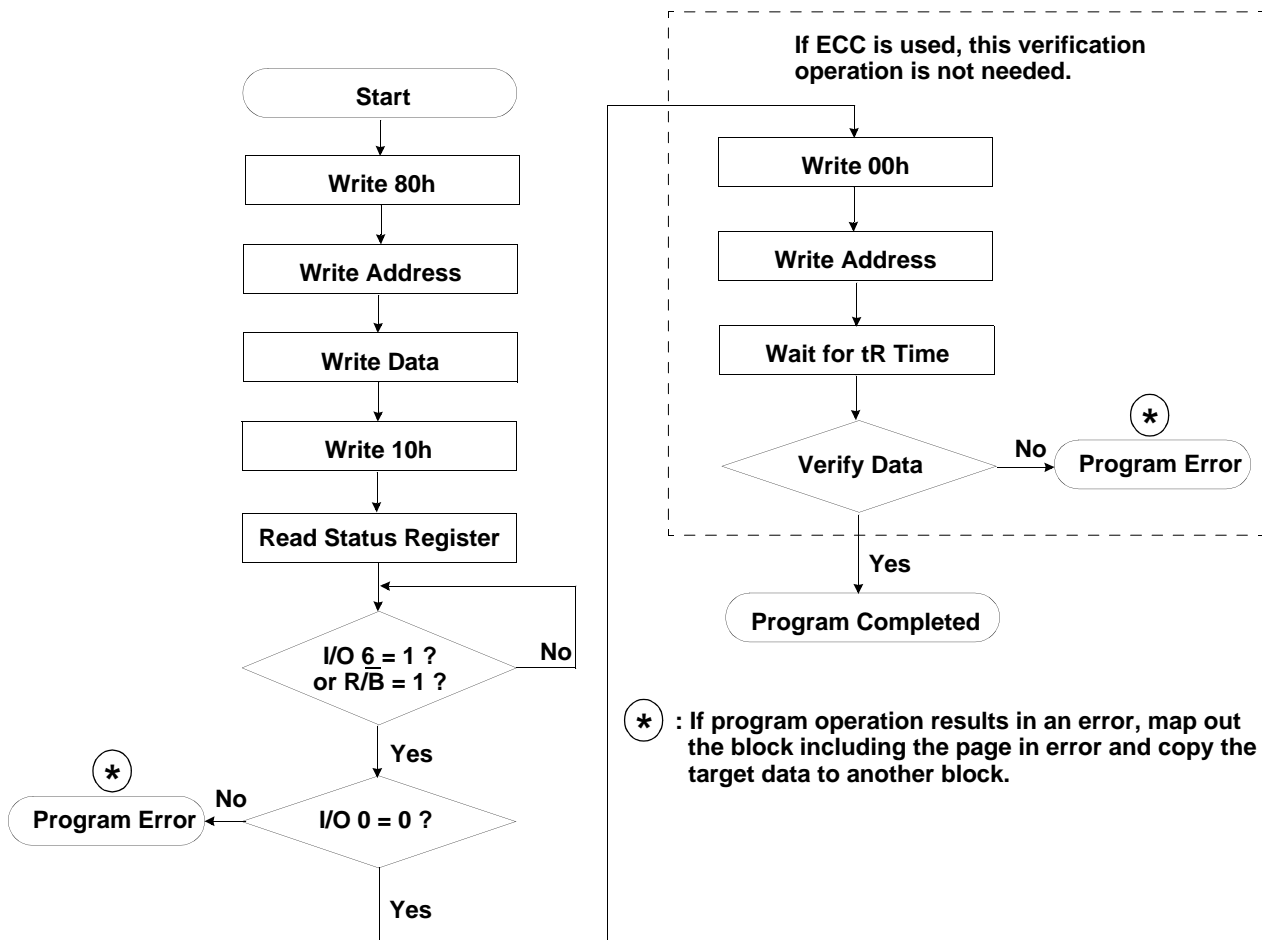 Start
Write 80h
Write Address
Write Data
Write 10h
Read Status Register
I/O 6 = 1 ?
or R/B̅ = 1 ?
No
Yes
*
No
Program Error
I/O 0 = 0 ?
Yes
If ECC is used, this verification
operation is not needed.
Write 00h
Write Address
Wait for tR Time
Verify Data
No
*
Program Error
Yes
Program Completed
* : If program operation results in an error, map out
the block including the page in error and copy the
target data to another block.